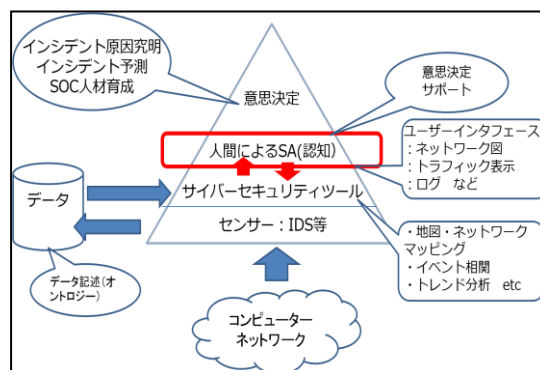 インシデント原因究明
インシデント予測
SOC人材育成
意思決定
意思決定
サポート
人間によるSA(認知)
ユーザーインタフェース
:ネットワーク図
:トラフィック表示
:ログ など
データ
サイバーセキュリティツール
センサー:IDS等
データ記述(オ
ントロジー)
・地図・ネットワーク
マッピング
・イベント相関
・トレンド分析 etc
コンピューター
ネットワーク